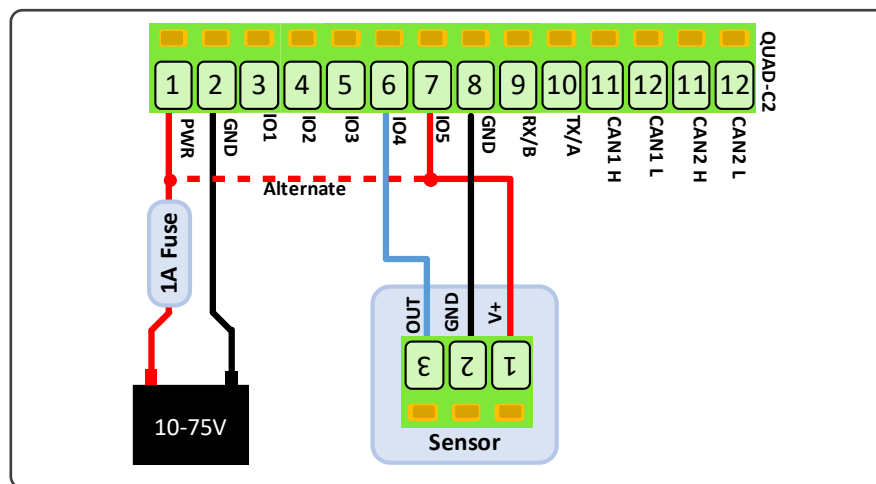 QUAD-C2
1 2 3 4 5 6 7 8 9 10 11 12 11 12
PWR
GND
IO1
IO2
IO3
IO4
IO5
GND
RX/B
TX/A
CAN1 H
CAN1 L
CAN2 H
CAN2 L
Alternate
1A Fuse
10-75V
OUT
GND
V+
3 2 1
Sensor